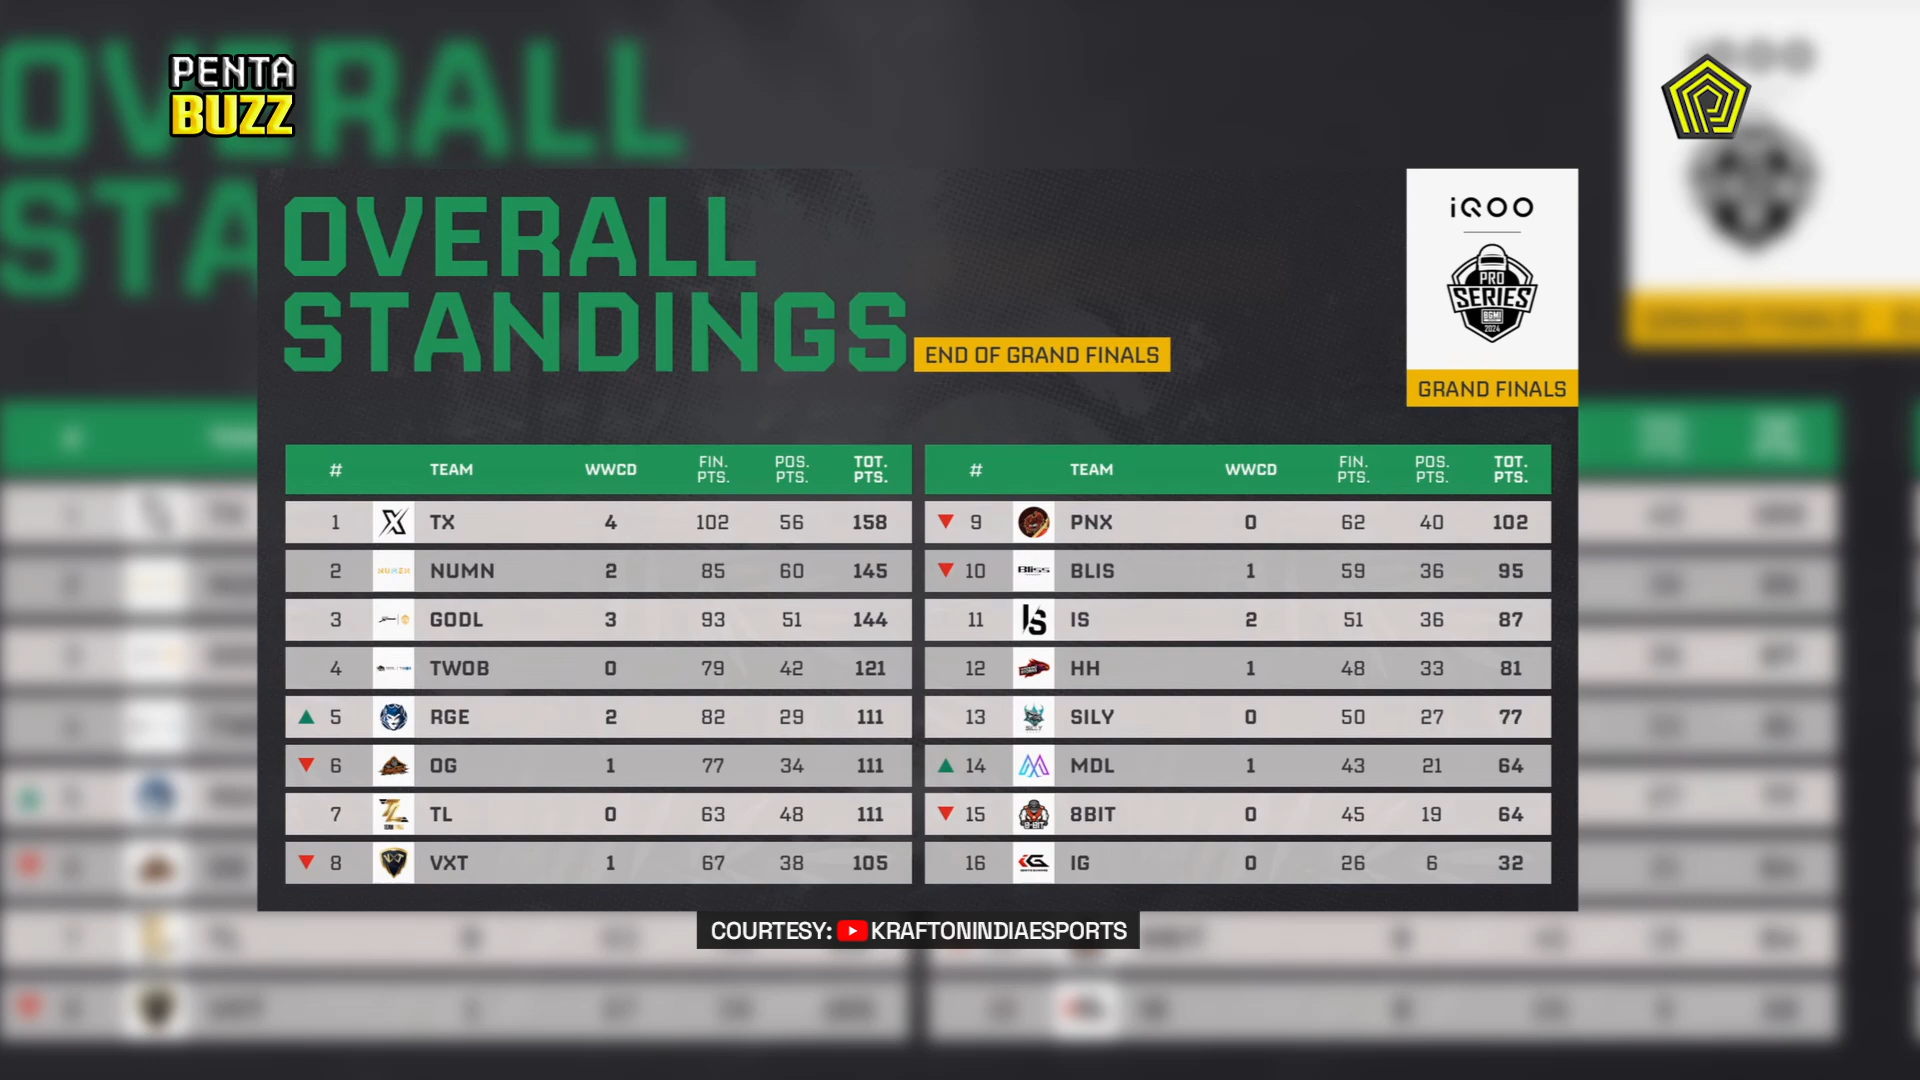 PENTA
BUZZ
OVERALL
STANDINGS
END OF GRAND FINALS
iQOO
PRO
SERIES
BGMI
2024
GRAND FINALS
# TEAM WWCD FIN. PTS. POS. PTS. TOT. PTS.
1 TX 4 102 56 158
2 NUMN 2 85 60 145
3 GODL 3 93 51 144
4 TWOB 0 79 42 121
5 RGE 2 82 29 111
6 OG 1 77 34 111
7 TL 0 63 48 111
8 VXT 1 67 38 105
# TEAM WWCD FIN. PTS. POS. PTS. TOT. PTS.
9 PNX 0 62 40 102
10 Bliss BLIS 1 59 36 95
11 IS 2 51 36 87
12 HH 1 48 33 81
13 SILY 0 50 27 77
14 MDL 1 43 21 64
15 8BIT 0 45 19 64
16 IG 0 26 6 32
COURTESY: KRAFTONINDIAESPORTS